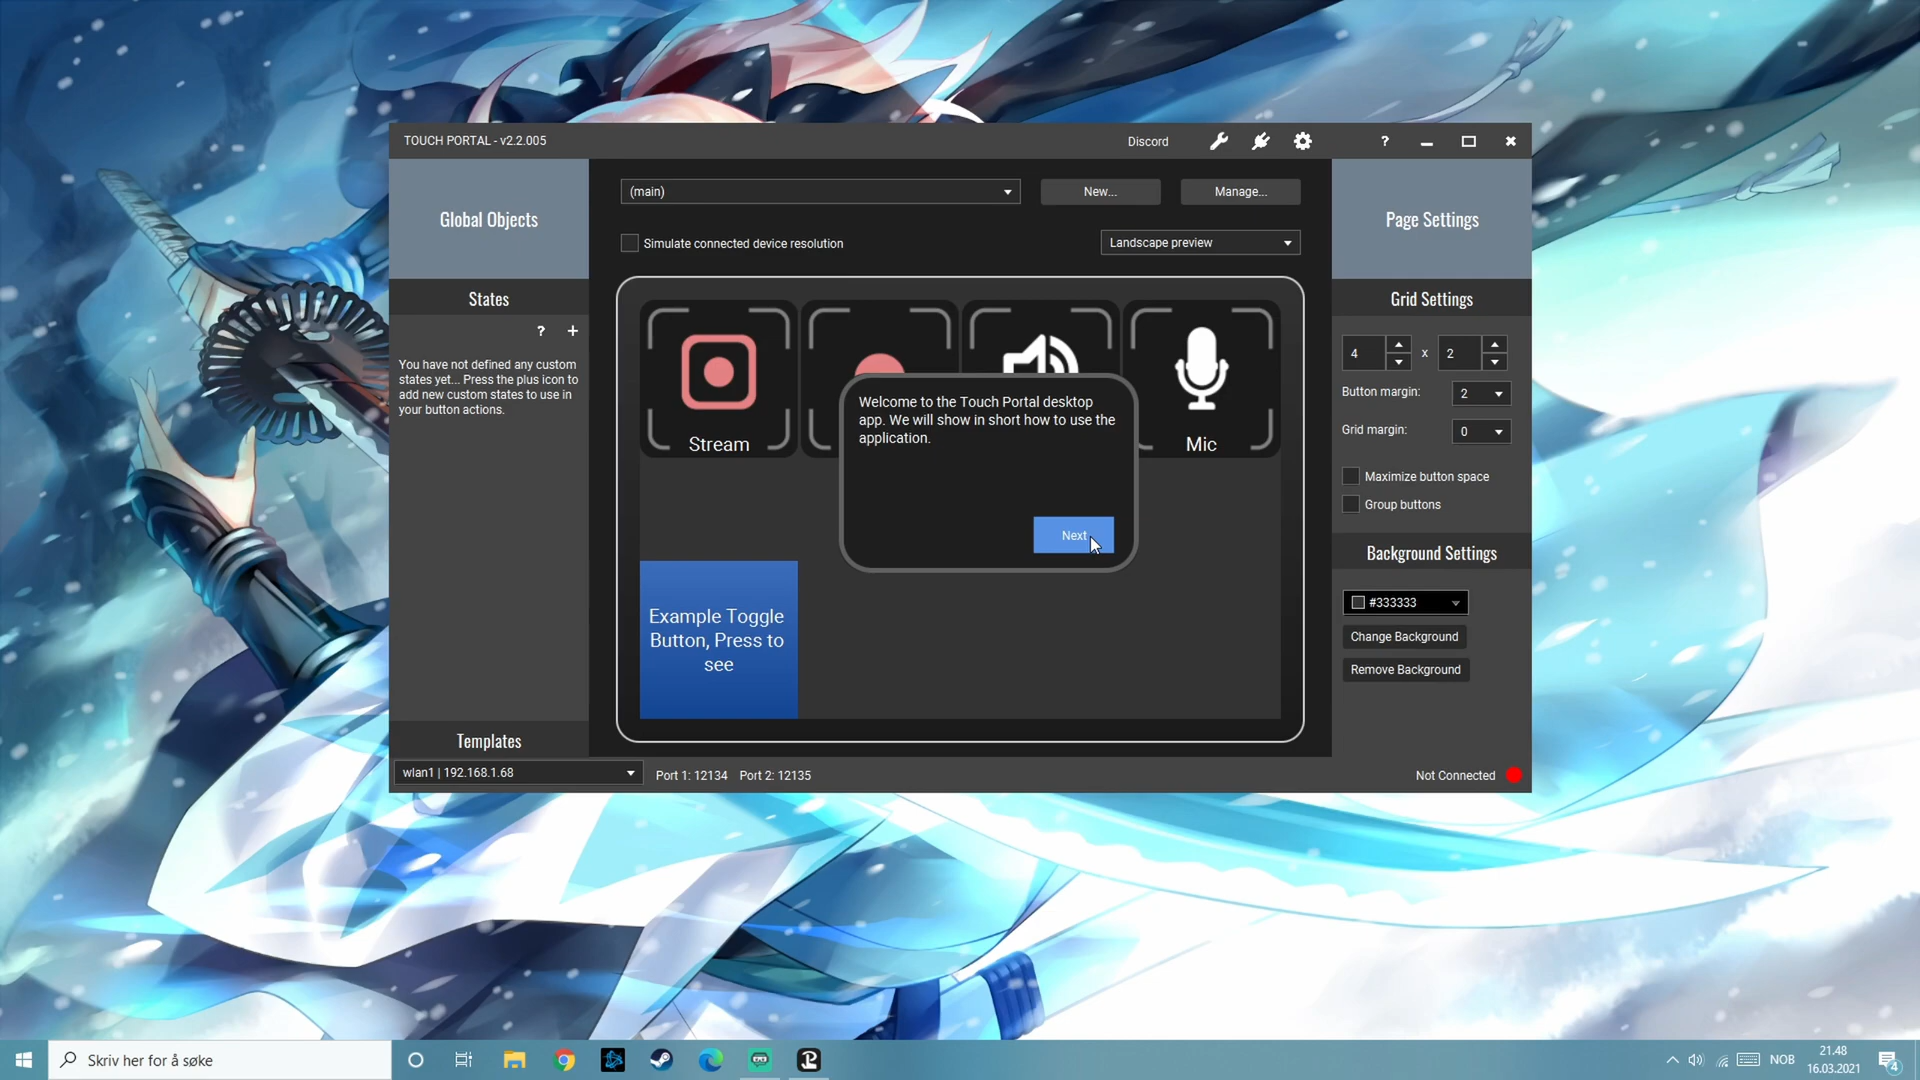 TOUCH PORTAL - v2.2.005
Discord
?
Global Objects
(main)
New...
Manage...
Page Settings
Simulate connected device resolution
Landscape preview
States
? +
You have not defined any custom
states yet... Press the plus icon to
add new custom states to use in
your button actions.
Stream
Mic
Welcome to the Touch Portal desktop
app. We will show in short how to use the
application.
Next
Example Toggle
Button, Press to
see
Grid Settings
4 x 2
Button margin: 2
Grid margin: 0
Maximize button space
Group buttons
Background Settings
#333333
Change Background
Remove Background
Templates
wlan1 | 192.168.1.68
Port 1: 12134 Port 2: 12135
Not Connected
Skriv her for å søke
NOB
21.48
16.03.2021
4